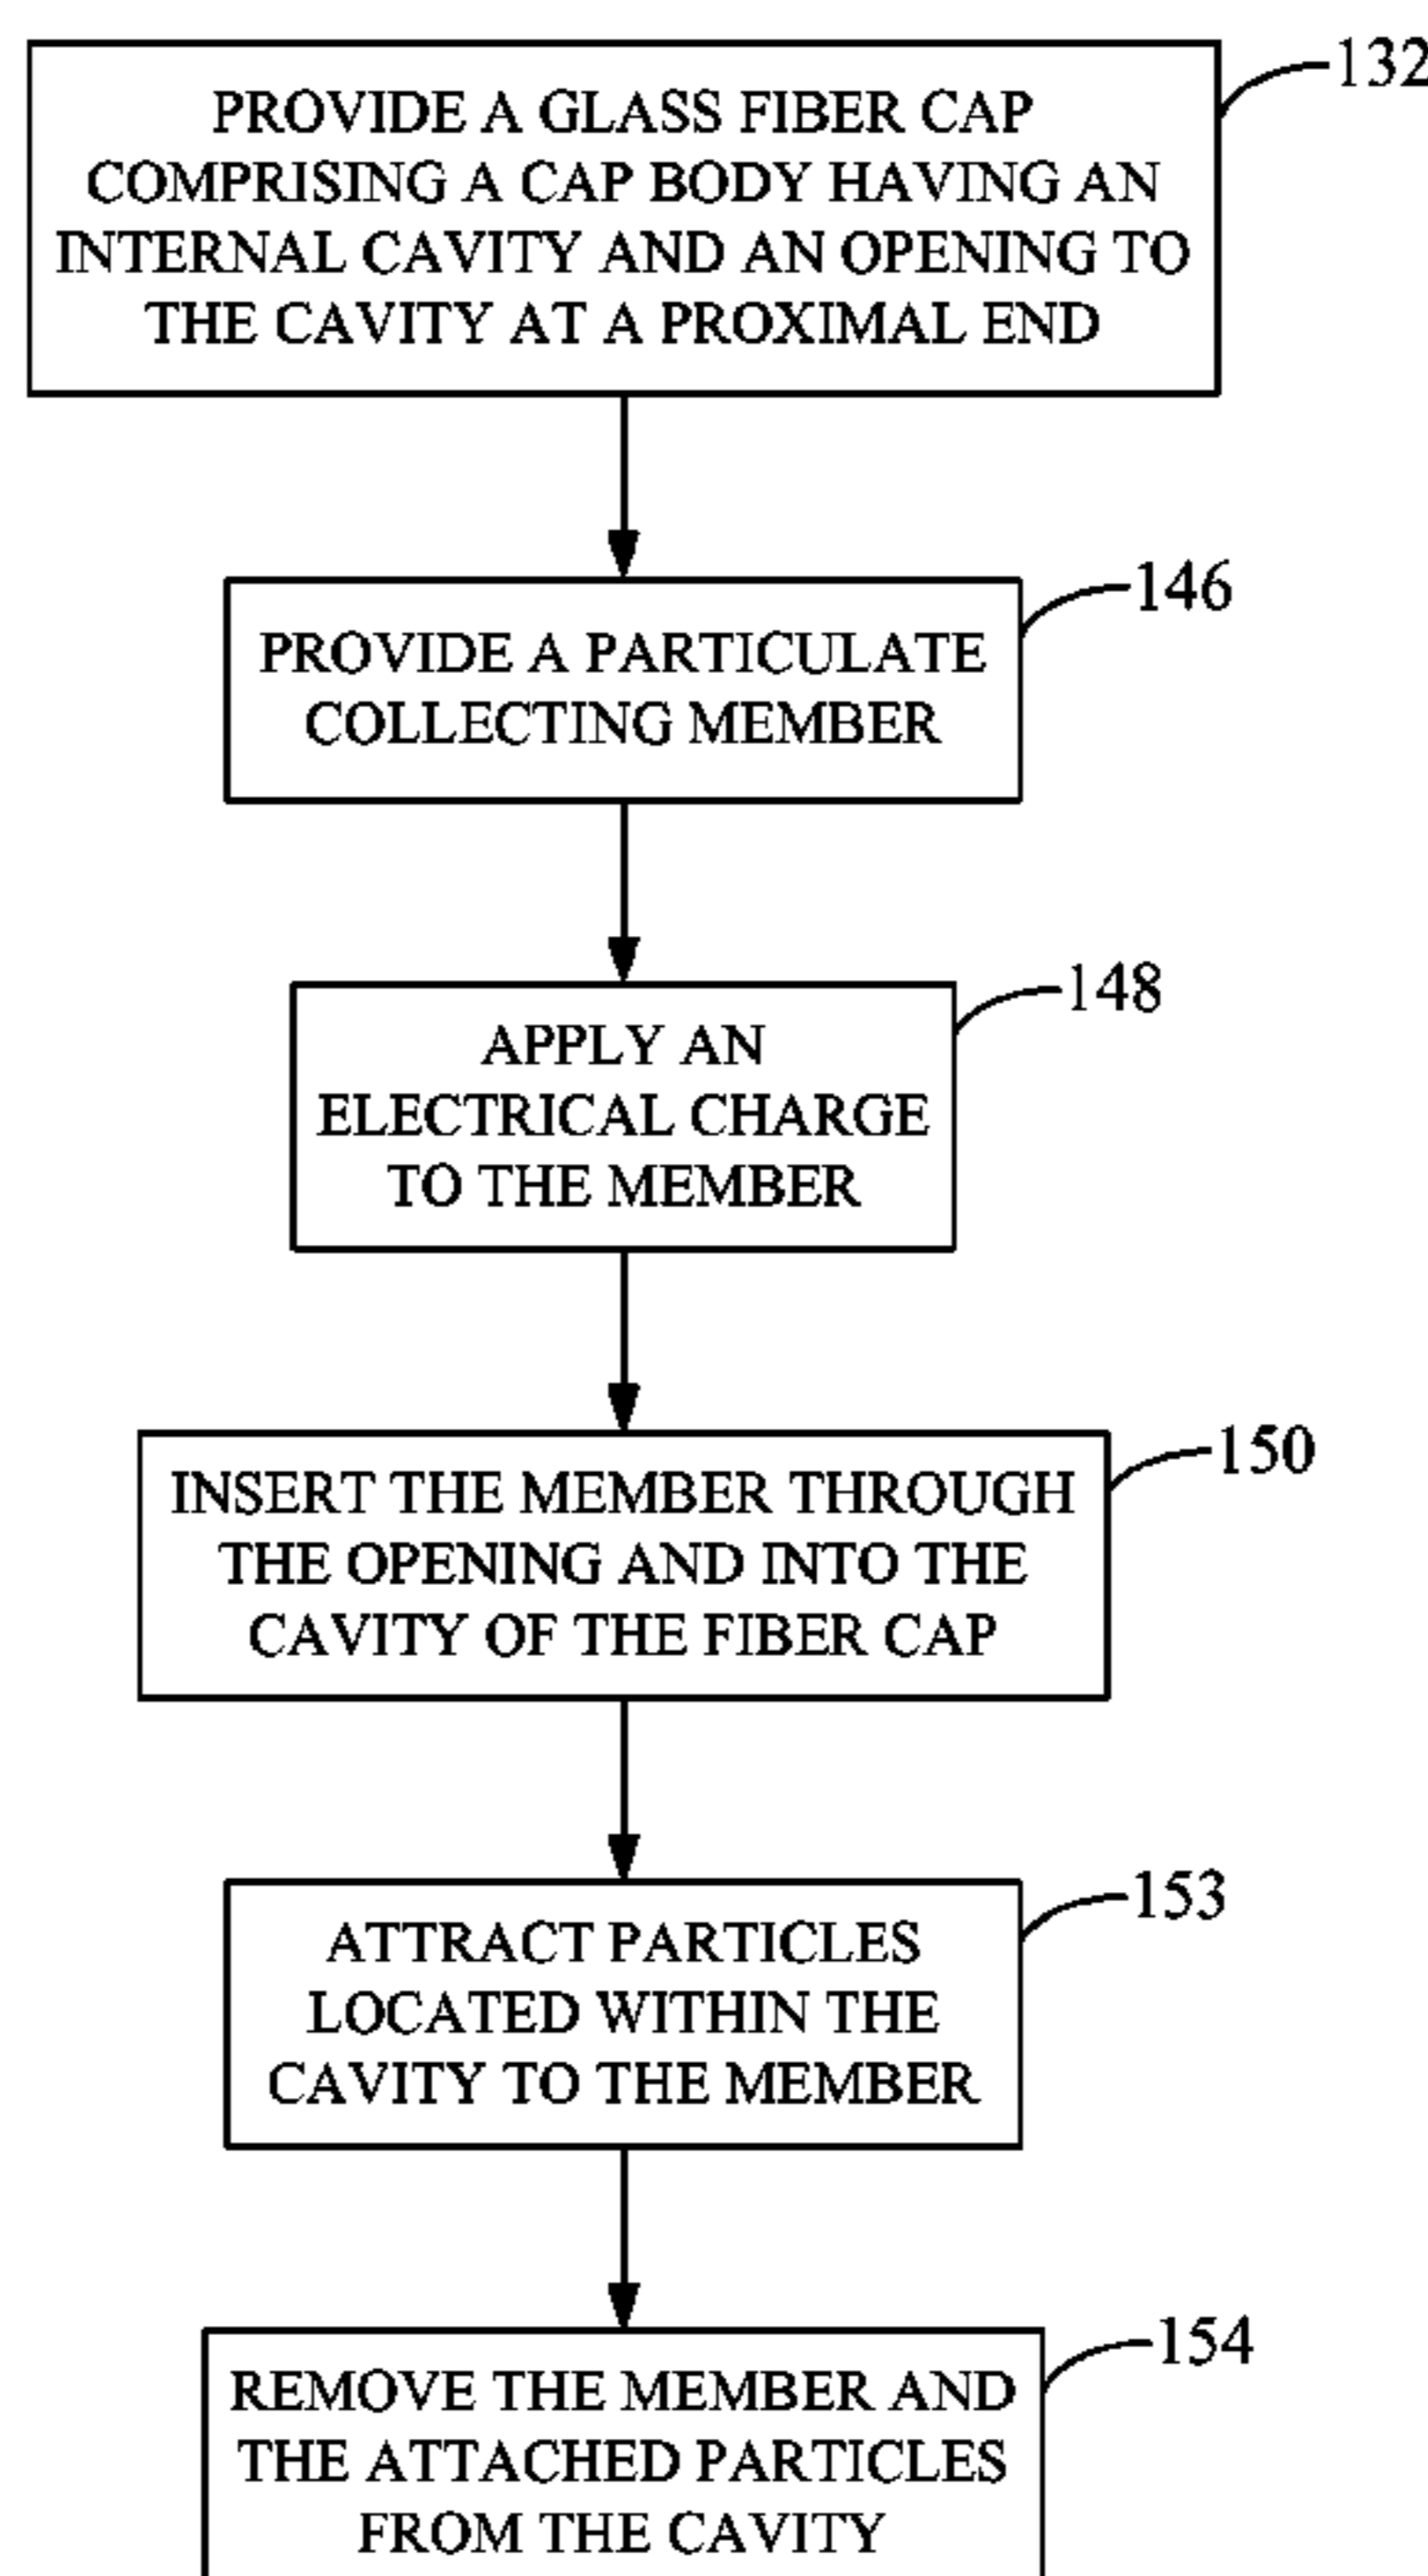 132
PROVIDE A GLASS FIBER CAP
COMPRISING A CAP BODY HAVING AN
INTERNAL CAVITY AND AN OPENING TO
THE CAVITY AT A PROXIMAL END
146
PROVIDE A PARTICULATE
COLLECTING MEMBER
148
APPLY AN
ELECTRICAL CHARGE
TO THE MEMBER
150
INSERT THE MEMBER THROUGH
THE OPENING AND INTO THE
CAVITY OF THE FIBER CAP
153
ATTRACT PARTICLES
LOCATED WITHIN THE
CAVITY TO THE MEMBER
154
REMOVE THE MEMBER AND
THE ATTACHED PARTICLES
FROM THE CAVITY